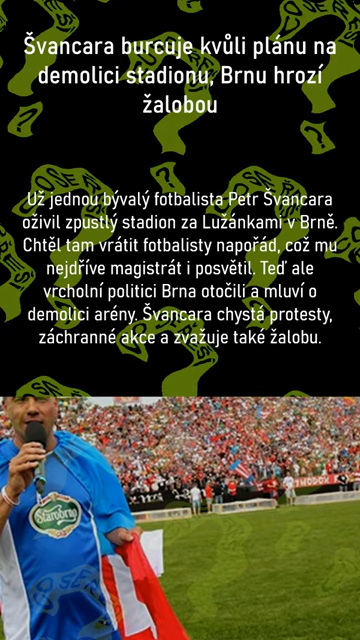 Švancara burcuje kvůli plánu na
demolici stadionu, Brnu hrozí
žalobou
Už jednou bývalý fotbalista Petr Švancara
oživil zpustlý stadion za Lužánkami v Brně.
Chtěl tam vrátit fotbalisty napořád, což mu
nejdříve magistrát i posvětil. Teď ale
vrcholní politici Brna otočili a mluví o
demolici arény. Švancara chystá protesty,
záchranné akce a zvažuje také žalobu.
Starobrno